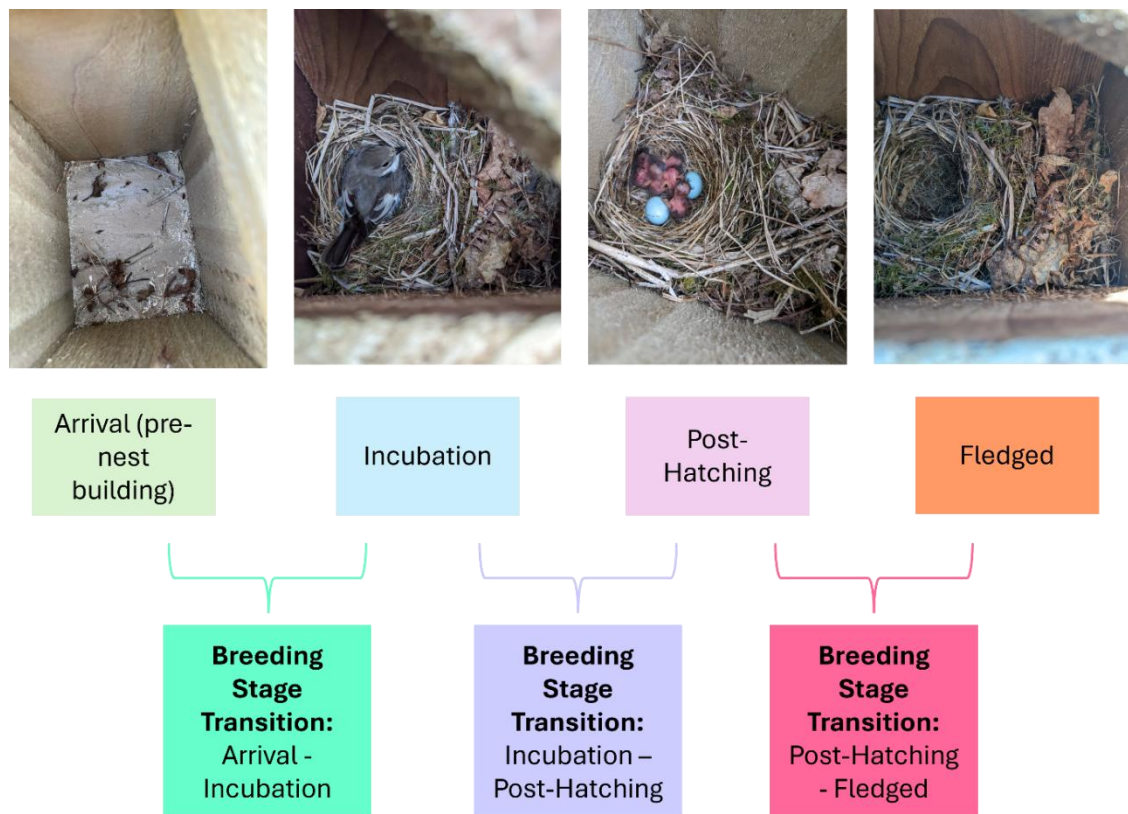 Arrival (pre-
nest
building)
Incubation
Post-
Hatching
Fledged
Breeding
Stage
Transition:
Arrival -
Incubation
Breeding
Stage
Transition:
Incubation –
Post-Hatching
Breeding
Stage
Transition:
Post-Hatching
- Fledged